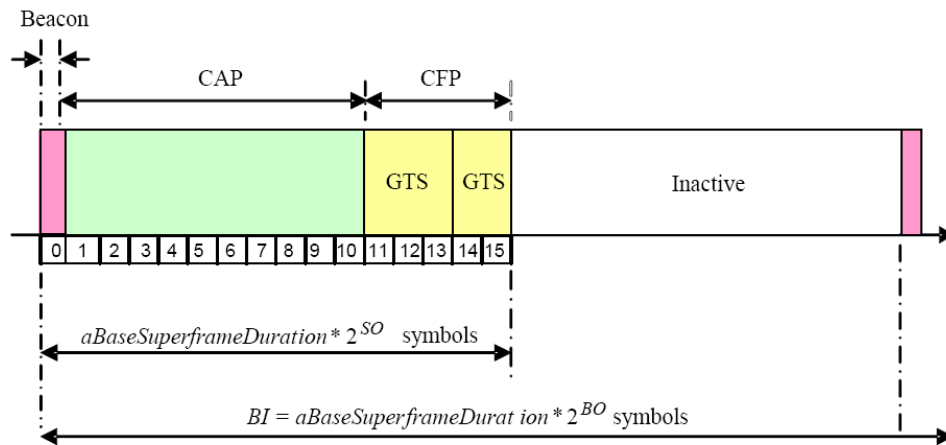 Beacon
CAP CFP
GTS GTS Inactive
0 1 2 3 4 5 6 7 8 9 10 11 12 13 14 15
aBaseSuperframeDuration * 2^SO symbols
BI = aBaseSuperframeDurat ion * 2^BO symbols